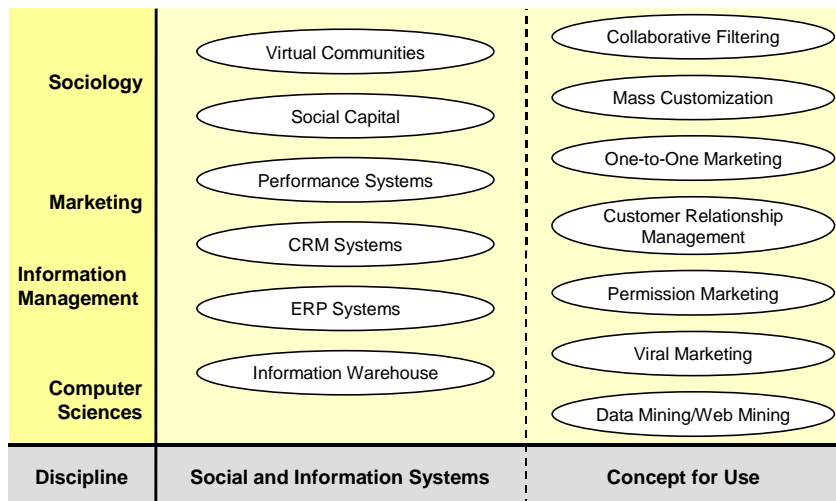 Sociology
Marketing
Information
Management
Computer
Sciences
Virtual Communities
Social Capital
Performance Systems
CRM Systems
ERP Systems
Information Warehouse
Collaborative Filtering
Mass Customization
One-to-One Marketing
Customer Relationship
Management
Permission Marketing
Viral Marketing
Data Mining/Web Mining
Discipline
Social and Information Systems
Concept for Use